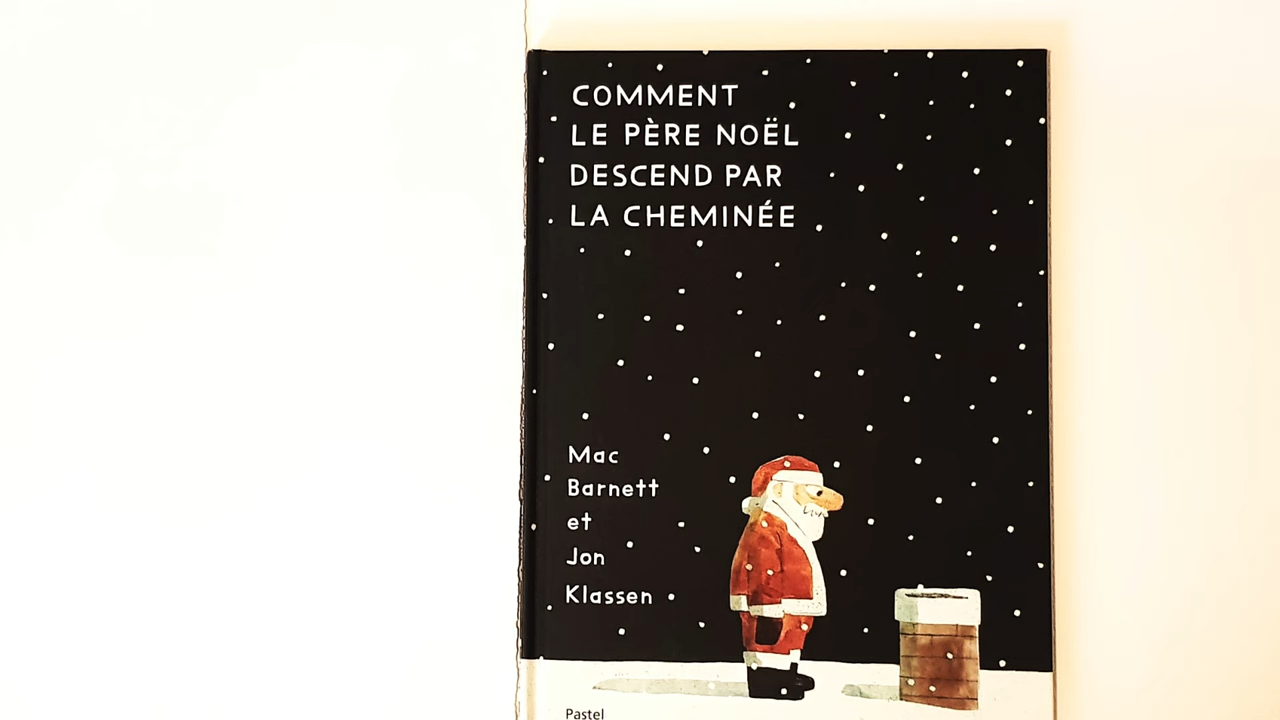 COMMENT
LE PÈRE NOËL
DESCEND PAR
LA CHEMINÉE
Mac
Barnett
et
Jon
Klassen
Pastel